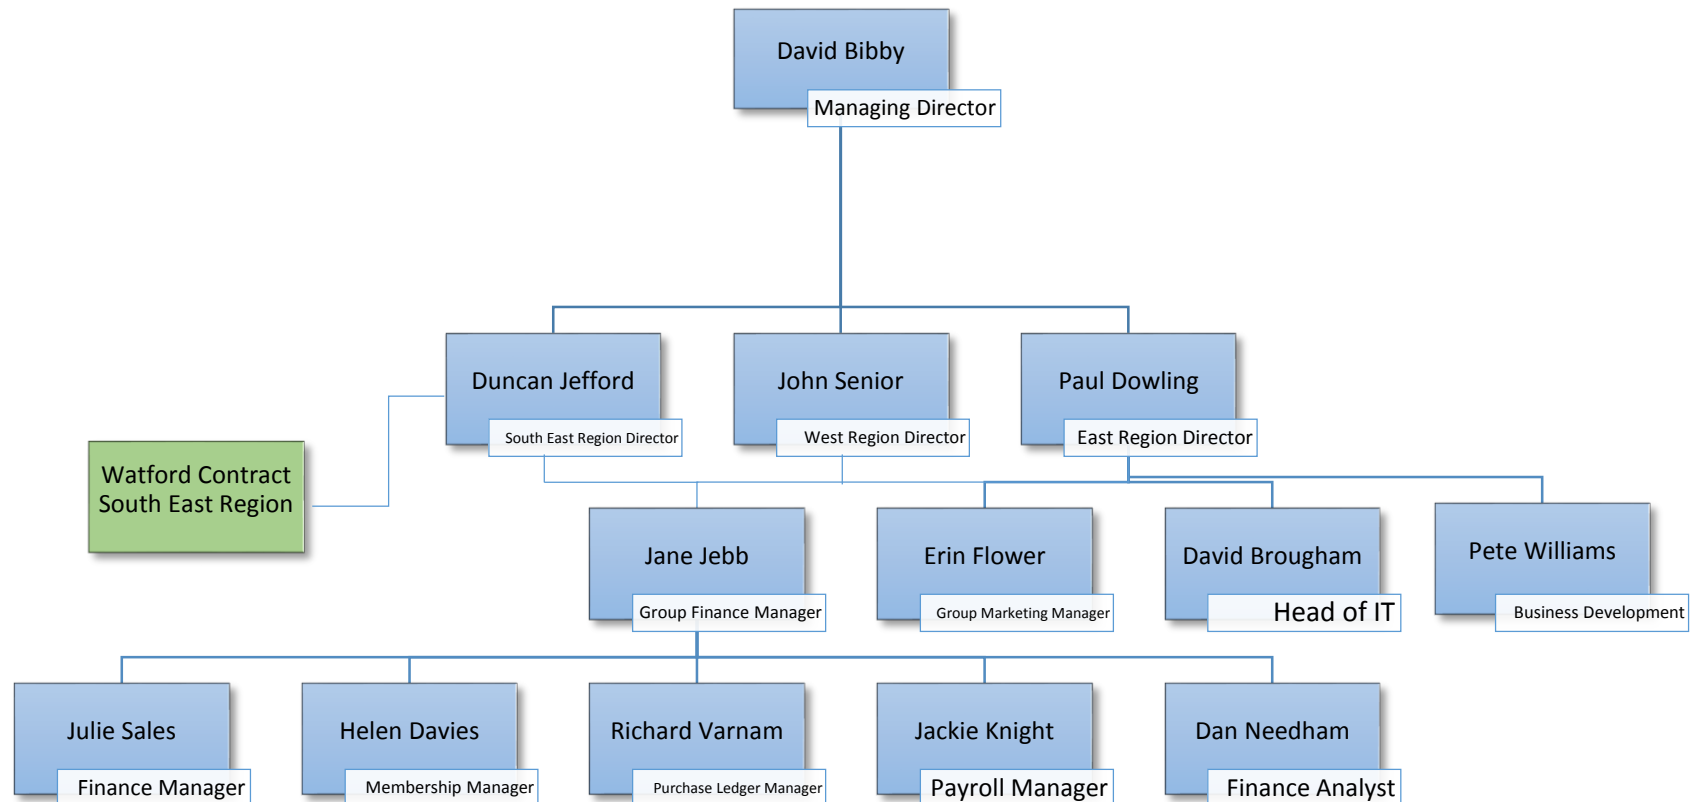 David Bibby
Managing Director
Duncan Jefford
South East Region Director
John Senior
West Region Director
Paul Dowling
East Region Director
Watford Contract
South East Region
Jane Jebb
Group Finance Manager
Erin Flower
Group Marketing Manager
David Brougham
Head of IT
Pete Williams
Business Development
Julie Sales
Finance Manager
Helen Davies
Membership Manager
Richard Varnam
Purchase Ledger Manager
Jackie Knight
Payroll Manager
Dan Needham
Finance Analyst